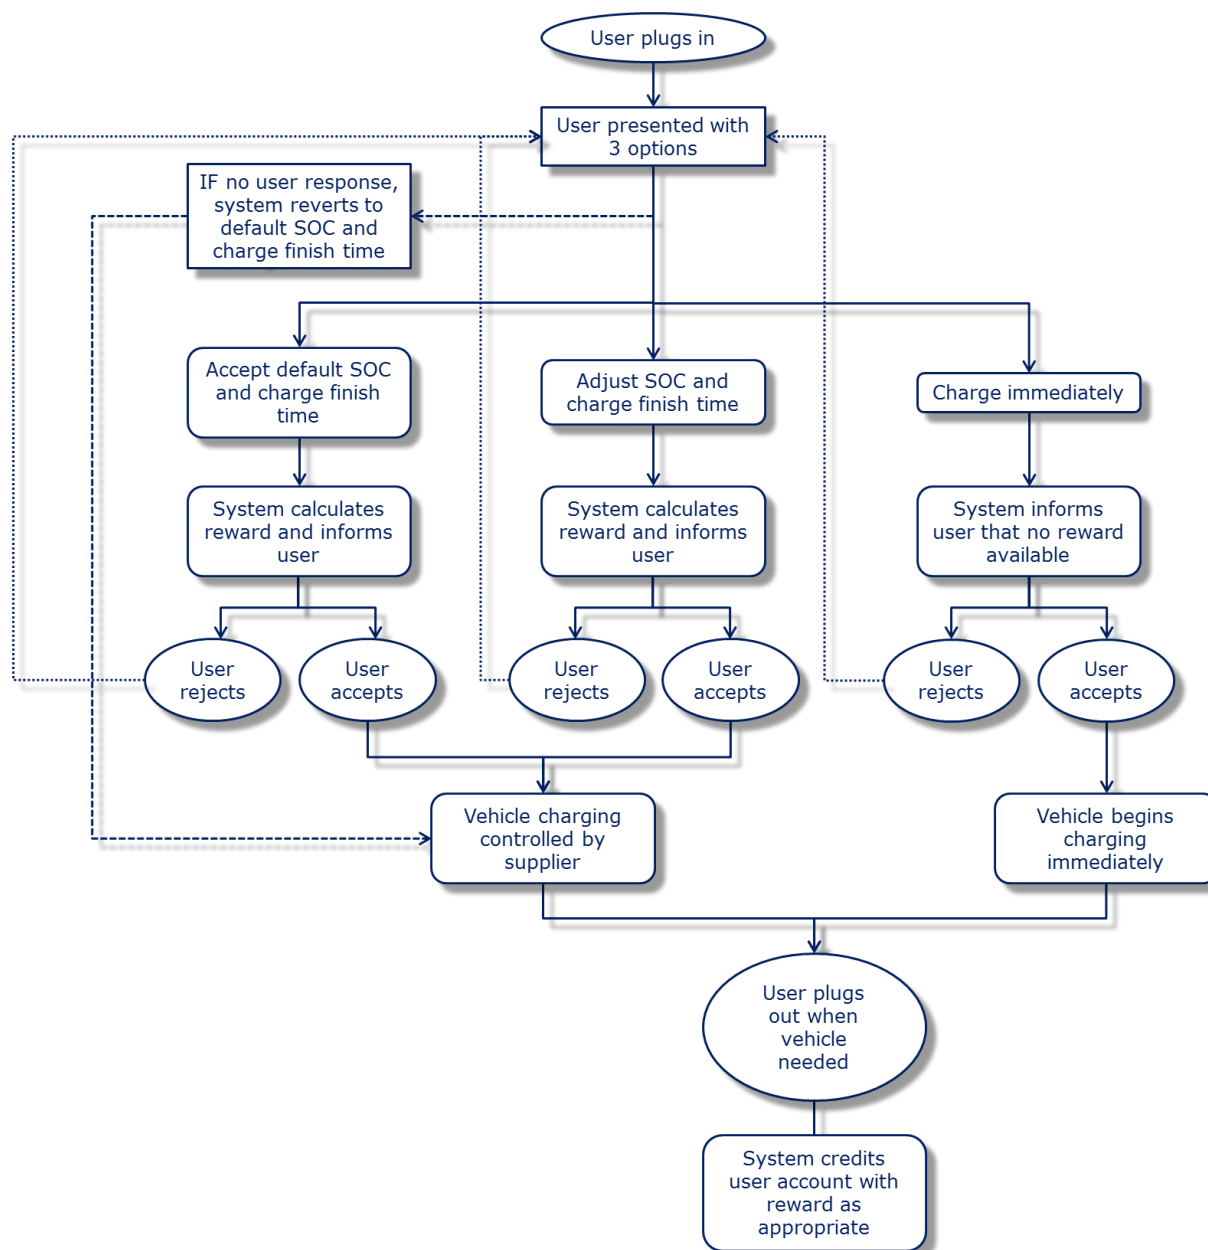 User plugs in
User presented with
3 options
IF no user response,
system reverts to
default SOC and
charge finish time
Accept default SOC
and charge finish
time
Adjust SOC and
charge finish time
Charge immediately
System calculates
reward and informs
user
System calculates
reward and informs
user
System informs
user that no reward
available
User
rejects
User
accepts
User
rejects
User
accepts
User
rejects
User
accepts
Vehicle charging
controlled by
supplier
Vehicle begins
charging
immediately
User plugs
out when
vehicle
needed
System credits
user account with
reward as
appropriate